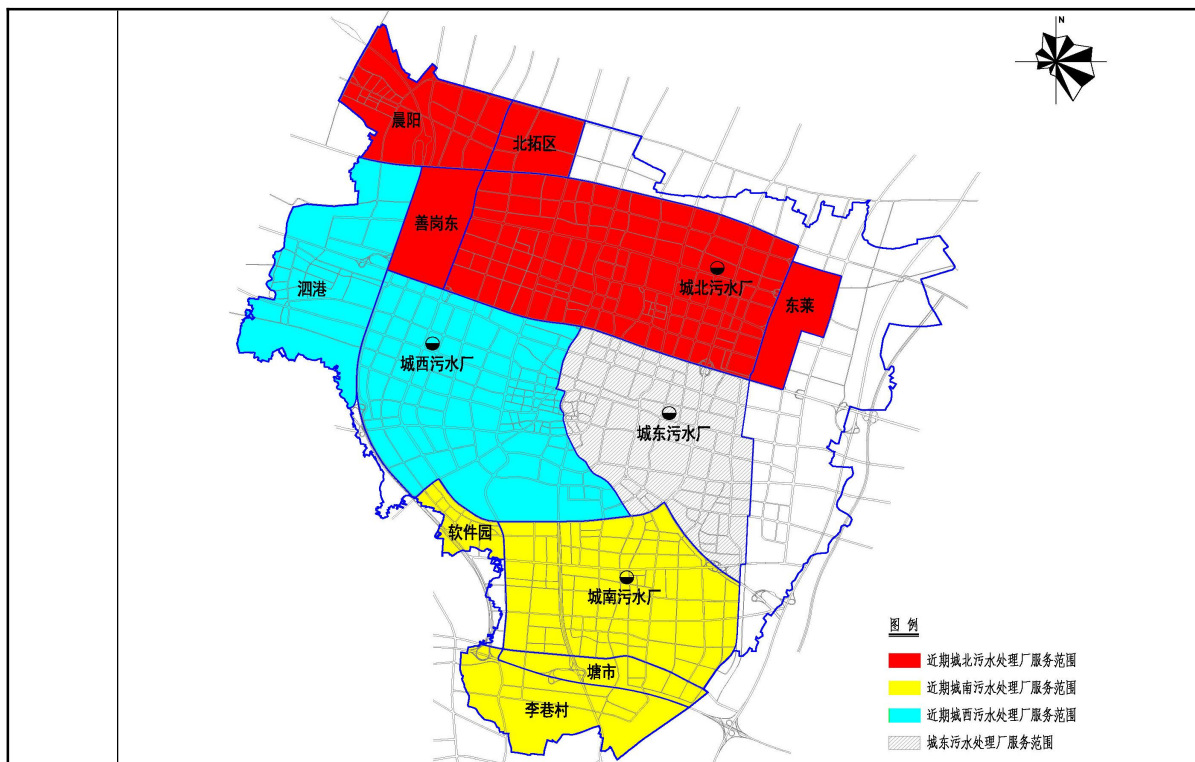 N
晨阳
北拓区
善岗东
城北污水厂
泗港
东莱
城西污水厂
城东污水厂
软件园
城南污水厂
塘市
李巷村
图 例
近期城北污水处理厂服务范围
近期城南污水处理厂服务范围
近期城西污水处理厂服务范围
城东污水处理厂服务范围